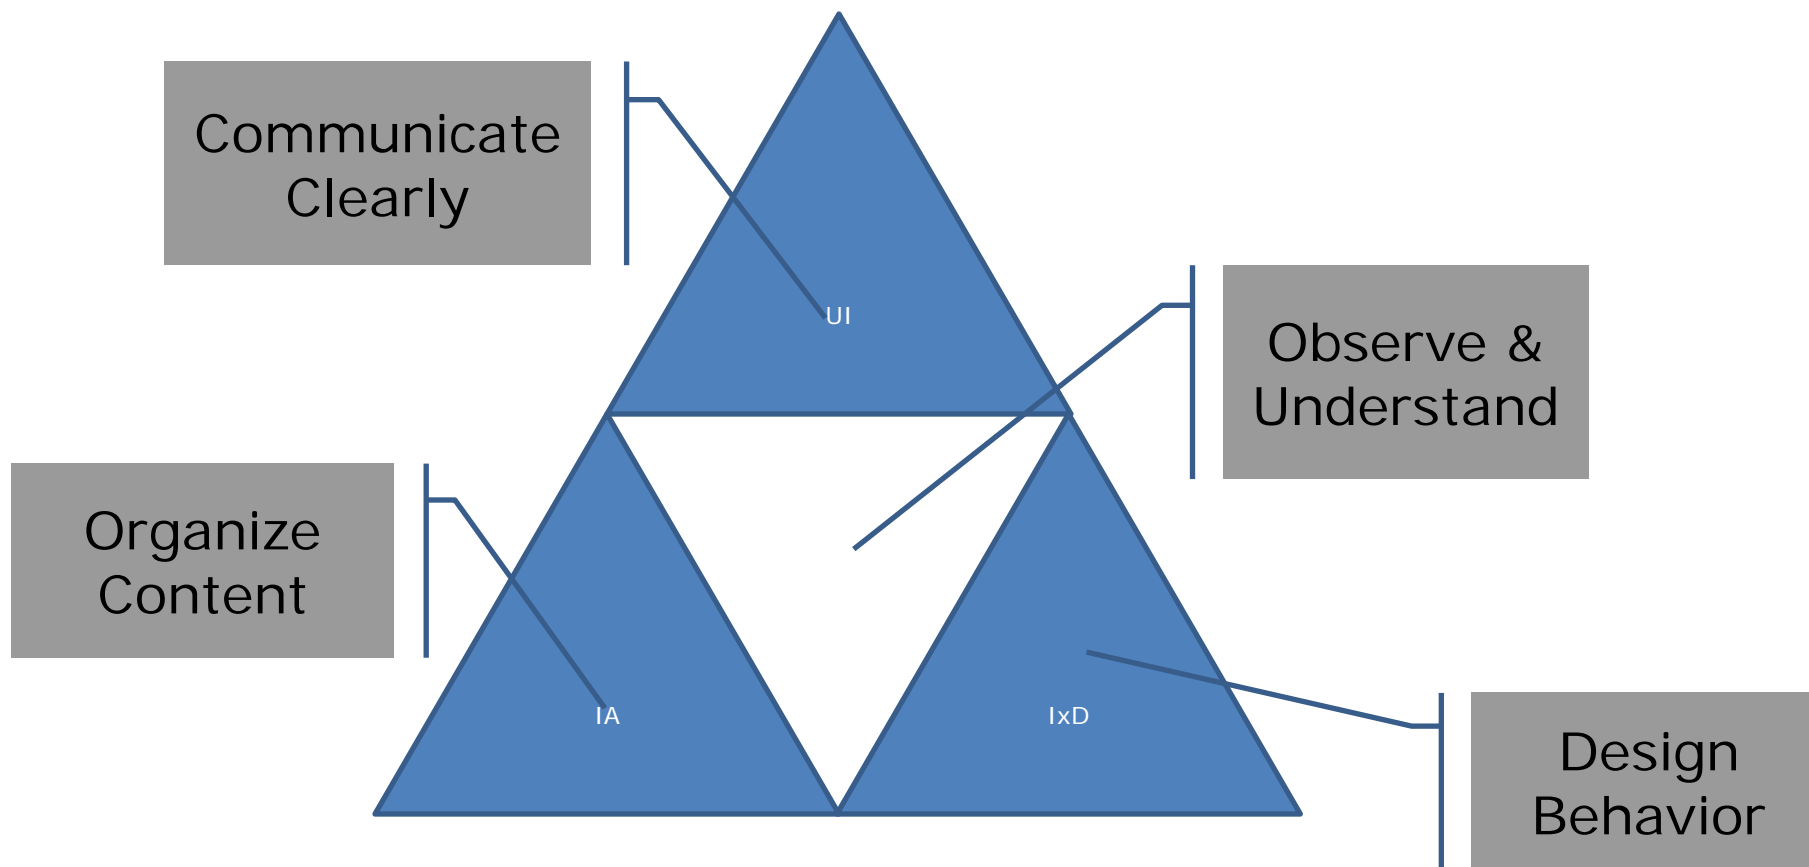 Communicate
Clearly
UI
Observe &
Understand
Organize
Content
IA
IxD
Design
Behavior